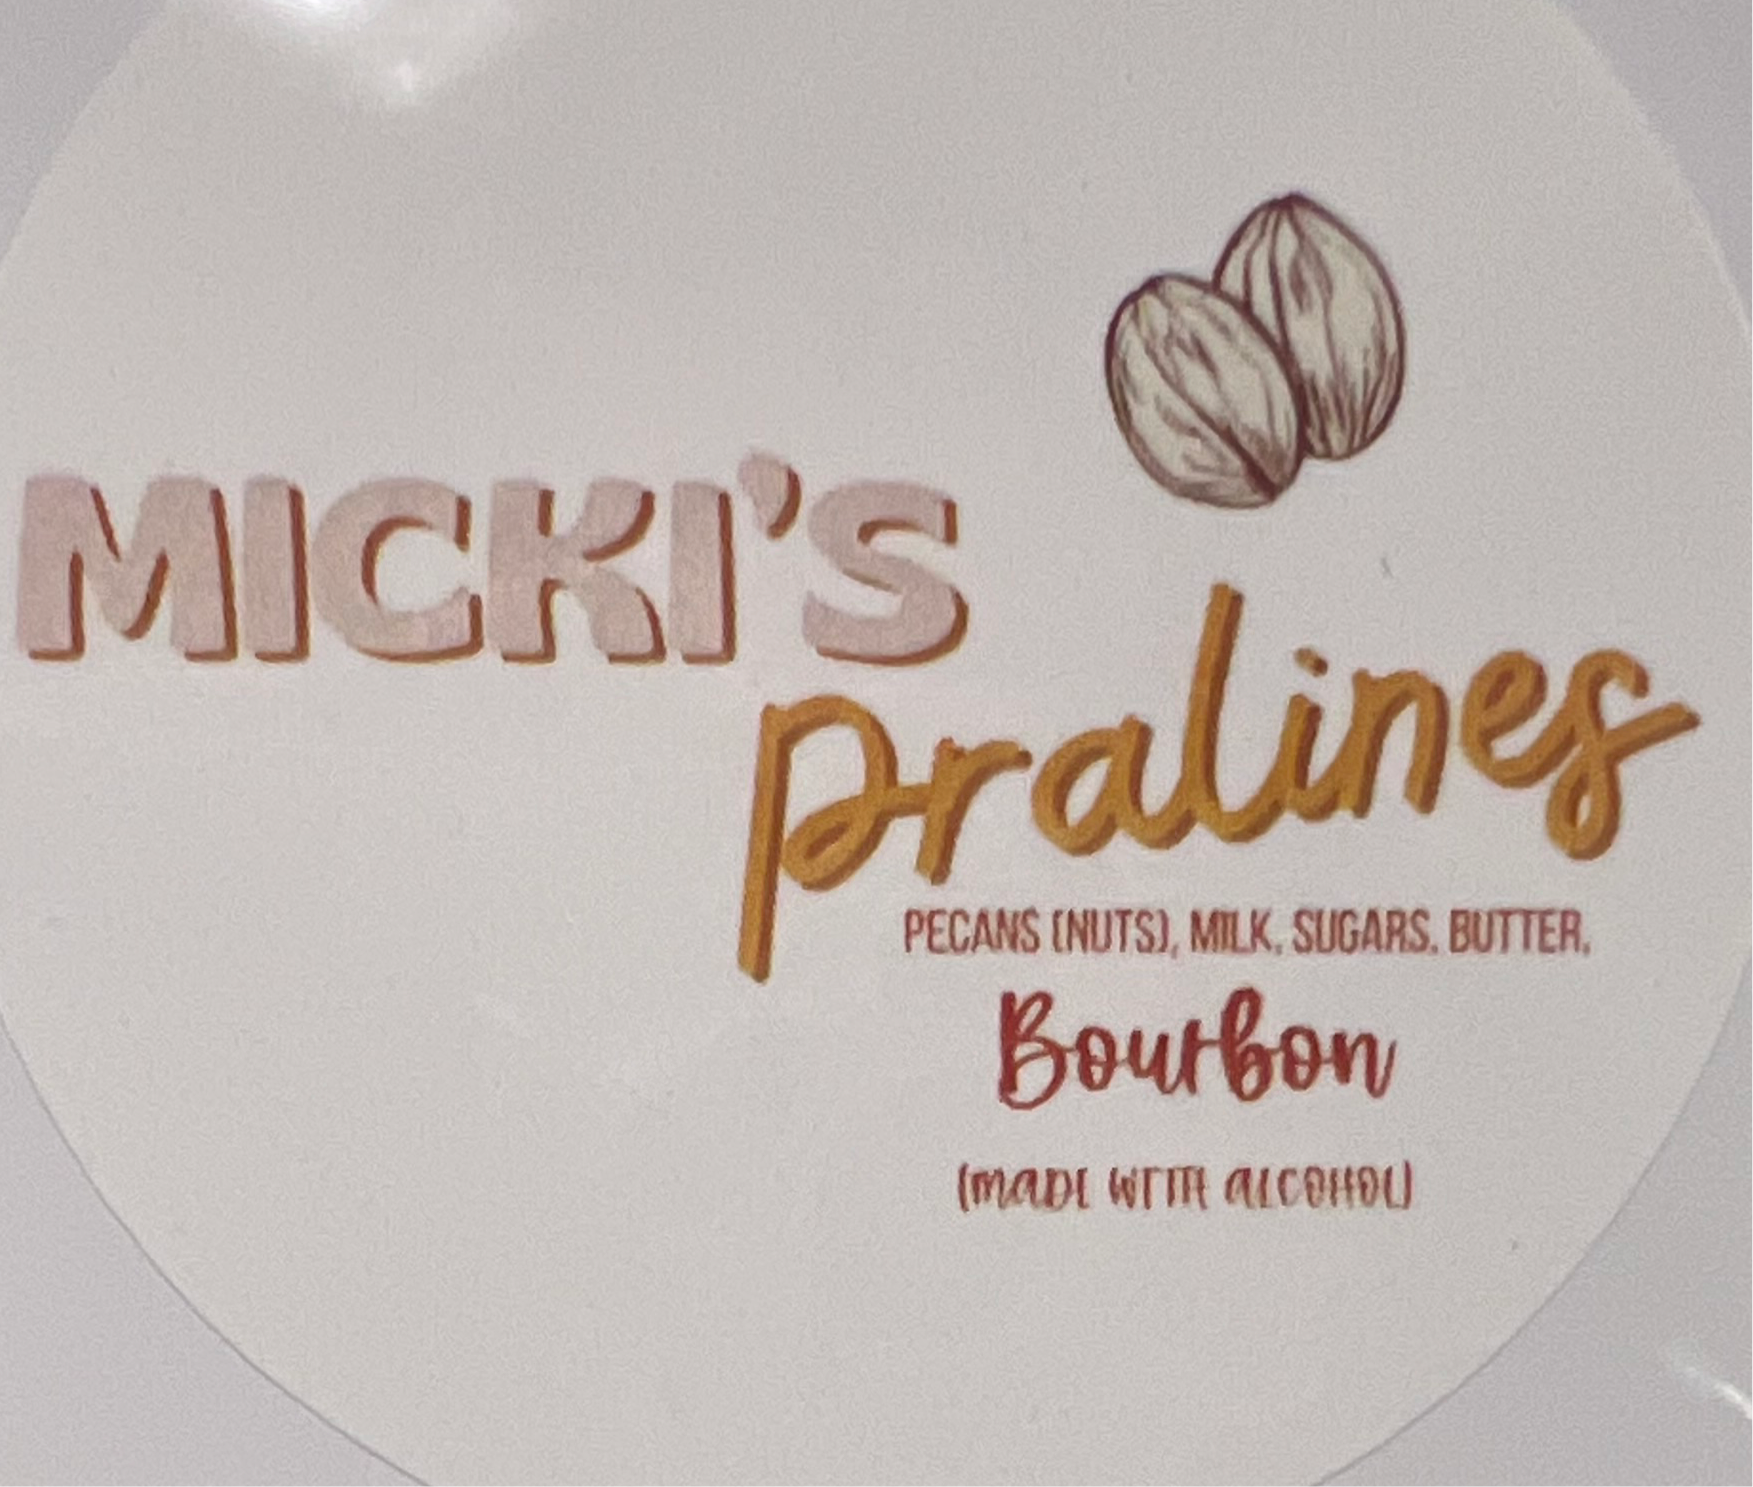 MICKI'S
Pralines
PECANS (NUTS), MILK, SUGARS, BUTTER,
Bourbon
(MADE WITH ALCOHOL)